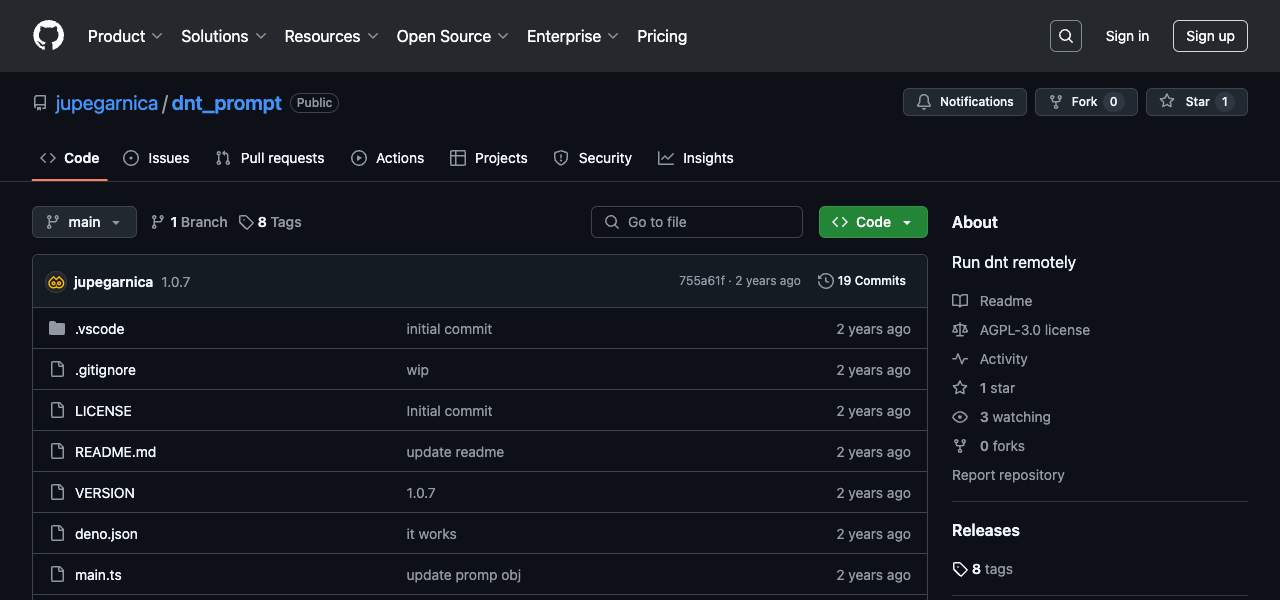 Product Solutions Resources Open Source Enterprise Pricing Sign in Sign up
jupegarnica / dnt_prompt Public Notifications Fork 0 Star 1
Code Issues Pull requests Actions Projects Security Insights
main 1 Branch 8 Tags Go to file Code
jupegarnica 1.0.7 755a61f · 2 years ago 19 Commits
.vscode initial commit 2 years ago
.gitignore wip 2 years ago
LICENSE Initial commit 2 years ago
README.md update readme 2 years ago
VERSION 1.0.7 2 years ago
deno.json it works 2 years ago
main.ts update promp obj 2 years ago
About
Run dnt remotely
Readme
AGPL-3.0 license
Activity
1 star
3 watching
0 forks
Report repository
Releases
8 tags